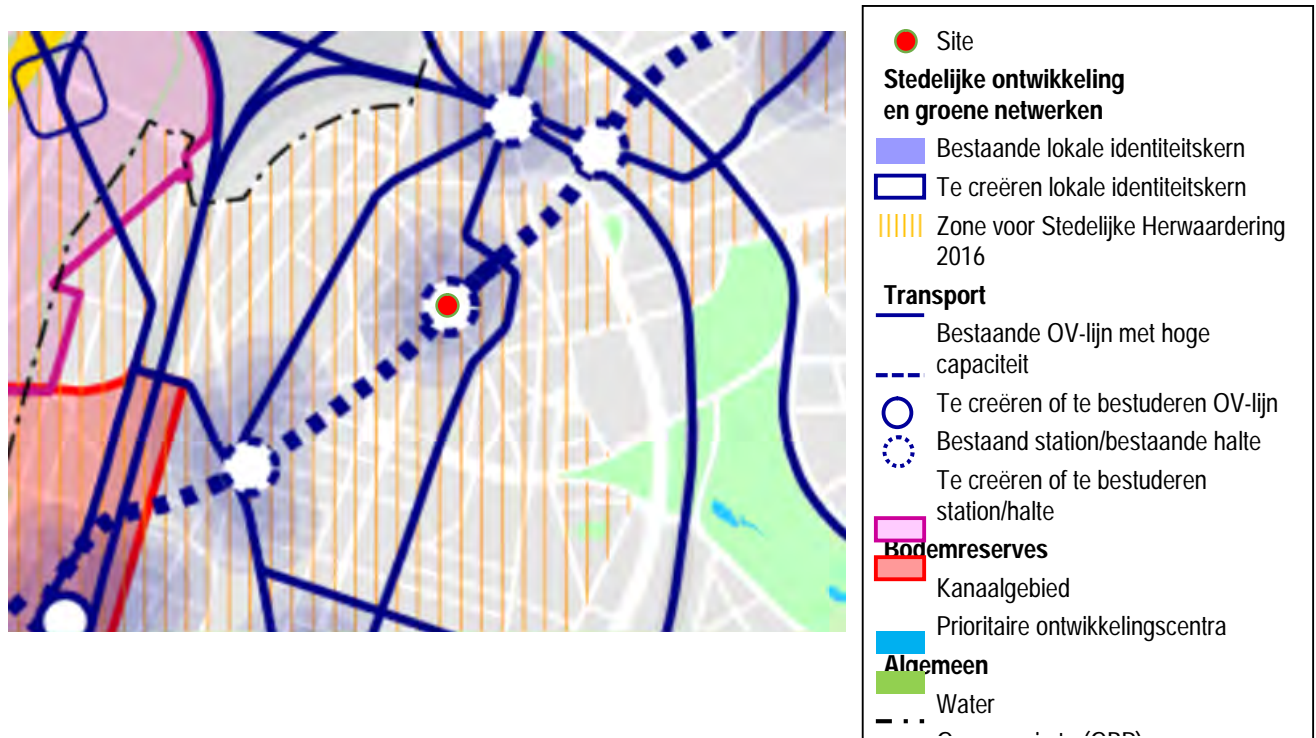 Site
Stedelijke ontwikkeling
en groene netwerken
Bestaande lokale identiteitskern
Te creëren lokale identiteitskern
Zone voor Stedelijke Herwaardering
2016
Transport
Bestaande OV-lijn met hoge
capaciteit
Te creëren of te bestuderen OV-lijn
Bestaand station/bestaande halte
Te creëren of te bestuderen
station/halte
Bodemreserves
Kanaalgebied
Prioritaire ontwikkelingscentra
Algemeen
Water